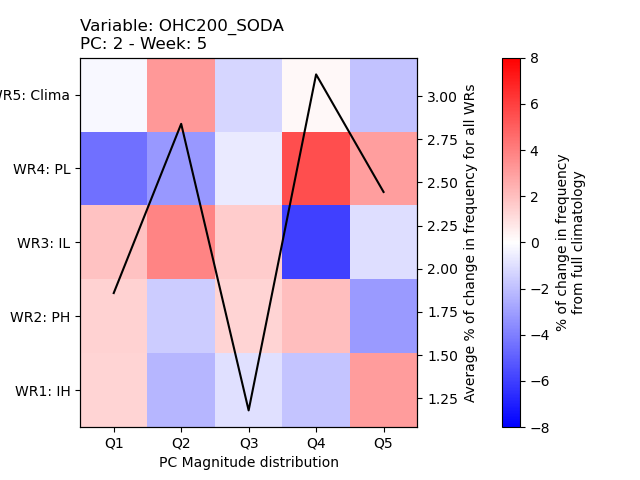 Variable: OHC200_SODA
PC: 2 - Week: 5
WR5: Clima
WR4: PL
WR3: IL
WR2: PH
WR1: IH
Q1 Q2 Q3 Q4 Q5
PC Magnitude distribution
3.00
2.75
2.50
2.25
2.00
1.75
1.50
1.25
Average % of change in frequency for all WRs
8
6
4
2
0
−2
−4
−6
−8
% of change in frequency
from full climatology